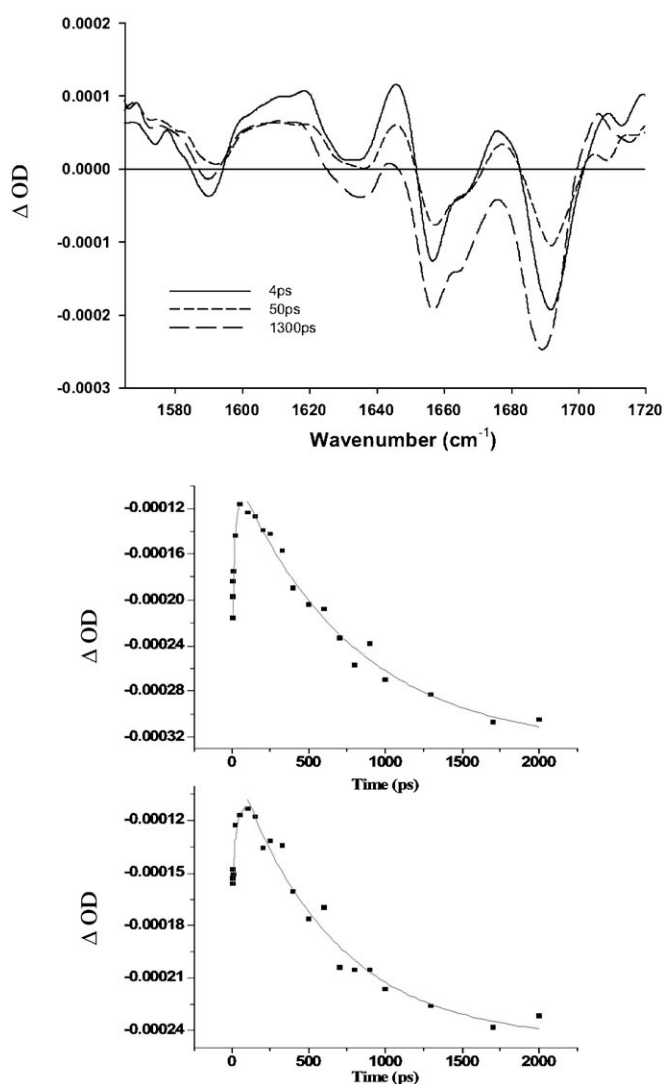 0.0002
0.0001
0.0000
-0.0001
-0.0002
-0.0003
Δ OD
4ps
50ps
1300ps
1580 1600 1620 1640 1660 1680 1700 1720
Wavenumber (cm⁻¹)
-0.00012
-0.00016
-0.00020
-0.00024
-0.00028
-0.00032
Δ OD
0 500 1000 1500 2000
Time (ps)
-0.00012
-0.00015
-0.00018
-0.00021
-0.00024
Δ OD
0 500 1000 1500 2000
Time (ps)